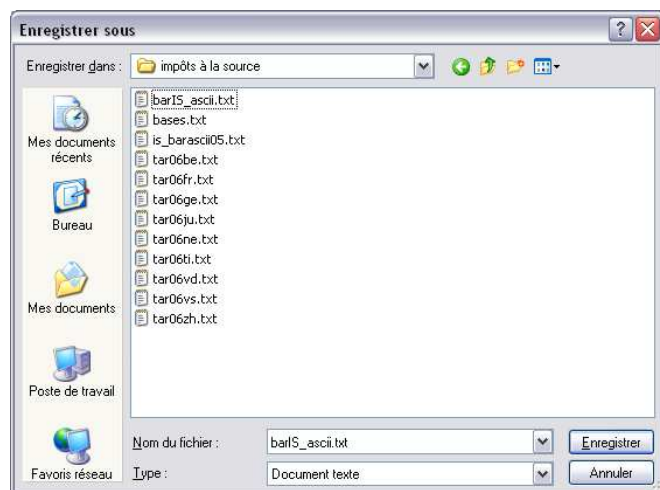 Enregistrer sous
Enregistrer dans :
impôts à la source
Mes documents
récents
Bureau
Mes documents
Poste de travail
Favoris réseau
barIS_ascii.txt
bases.txt
is_barascii05.txt
tar06be.txt
tar06fr.txt
tar06ge.txt
tar06ju.txt
tar06ne.txt
tar06ti.txt
tar06vd.txt
tar06vs.txt
tar06zh.txt
Nom du fichier :
barIS_ascii.txt
Enregistrer
Type :
Document texte
Annuler